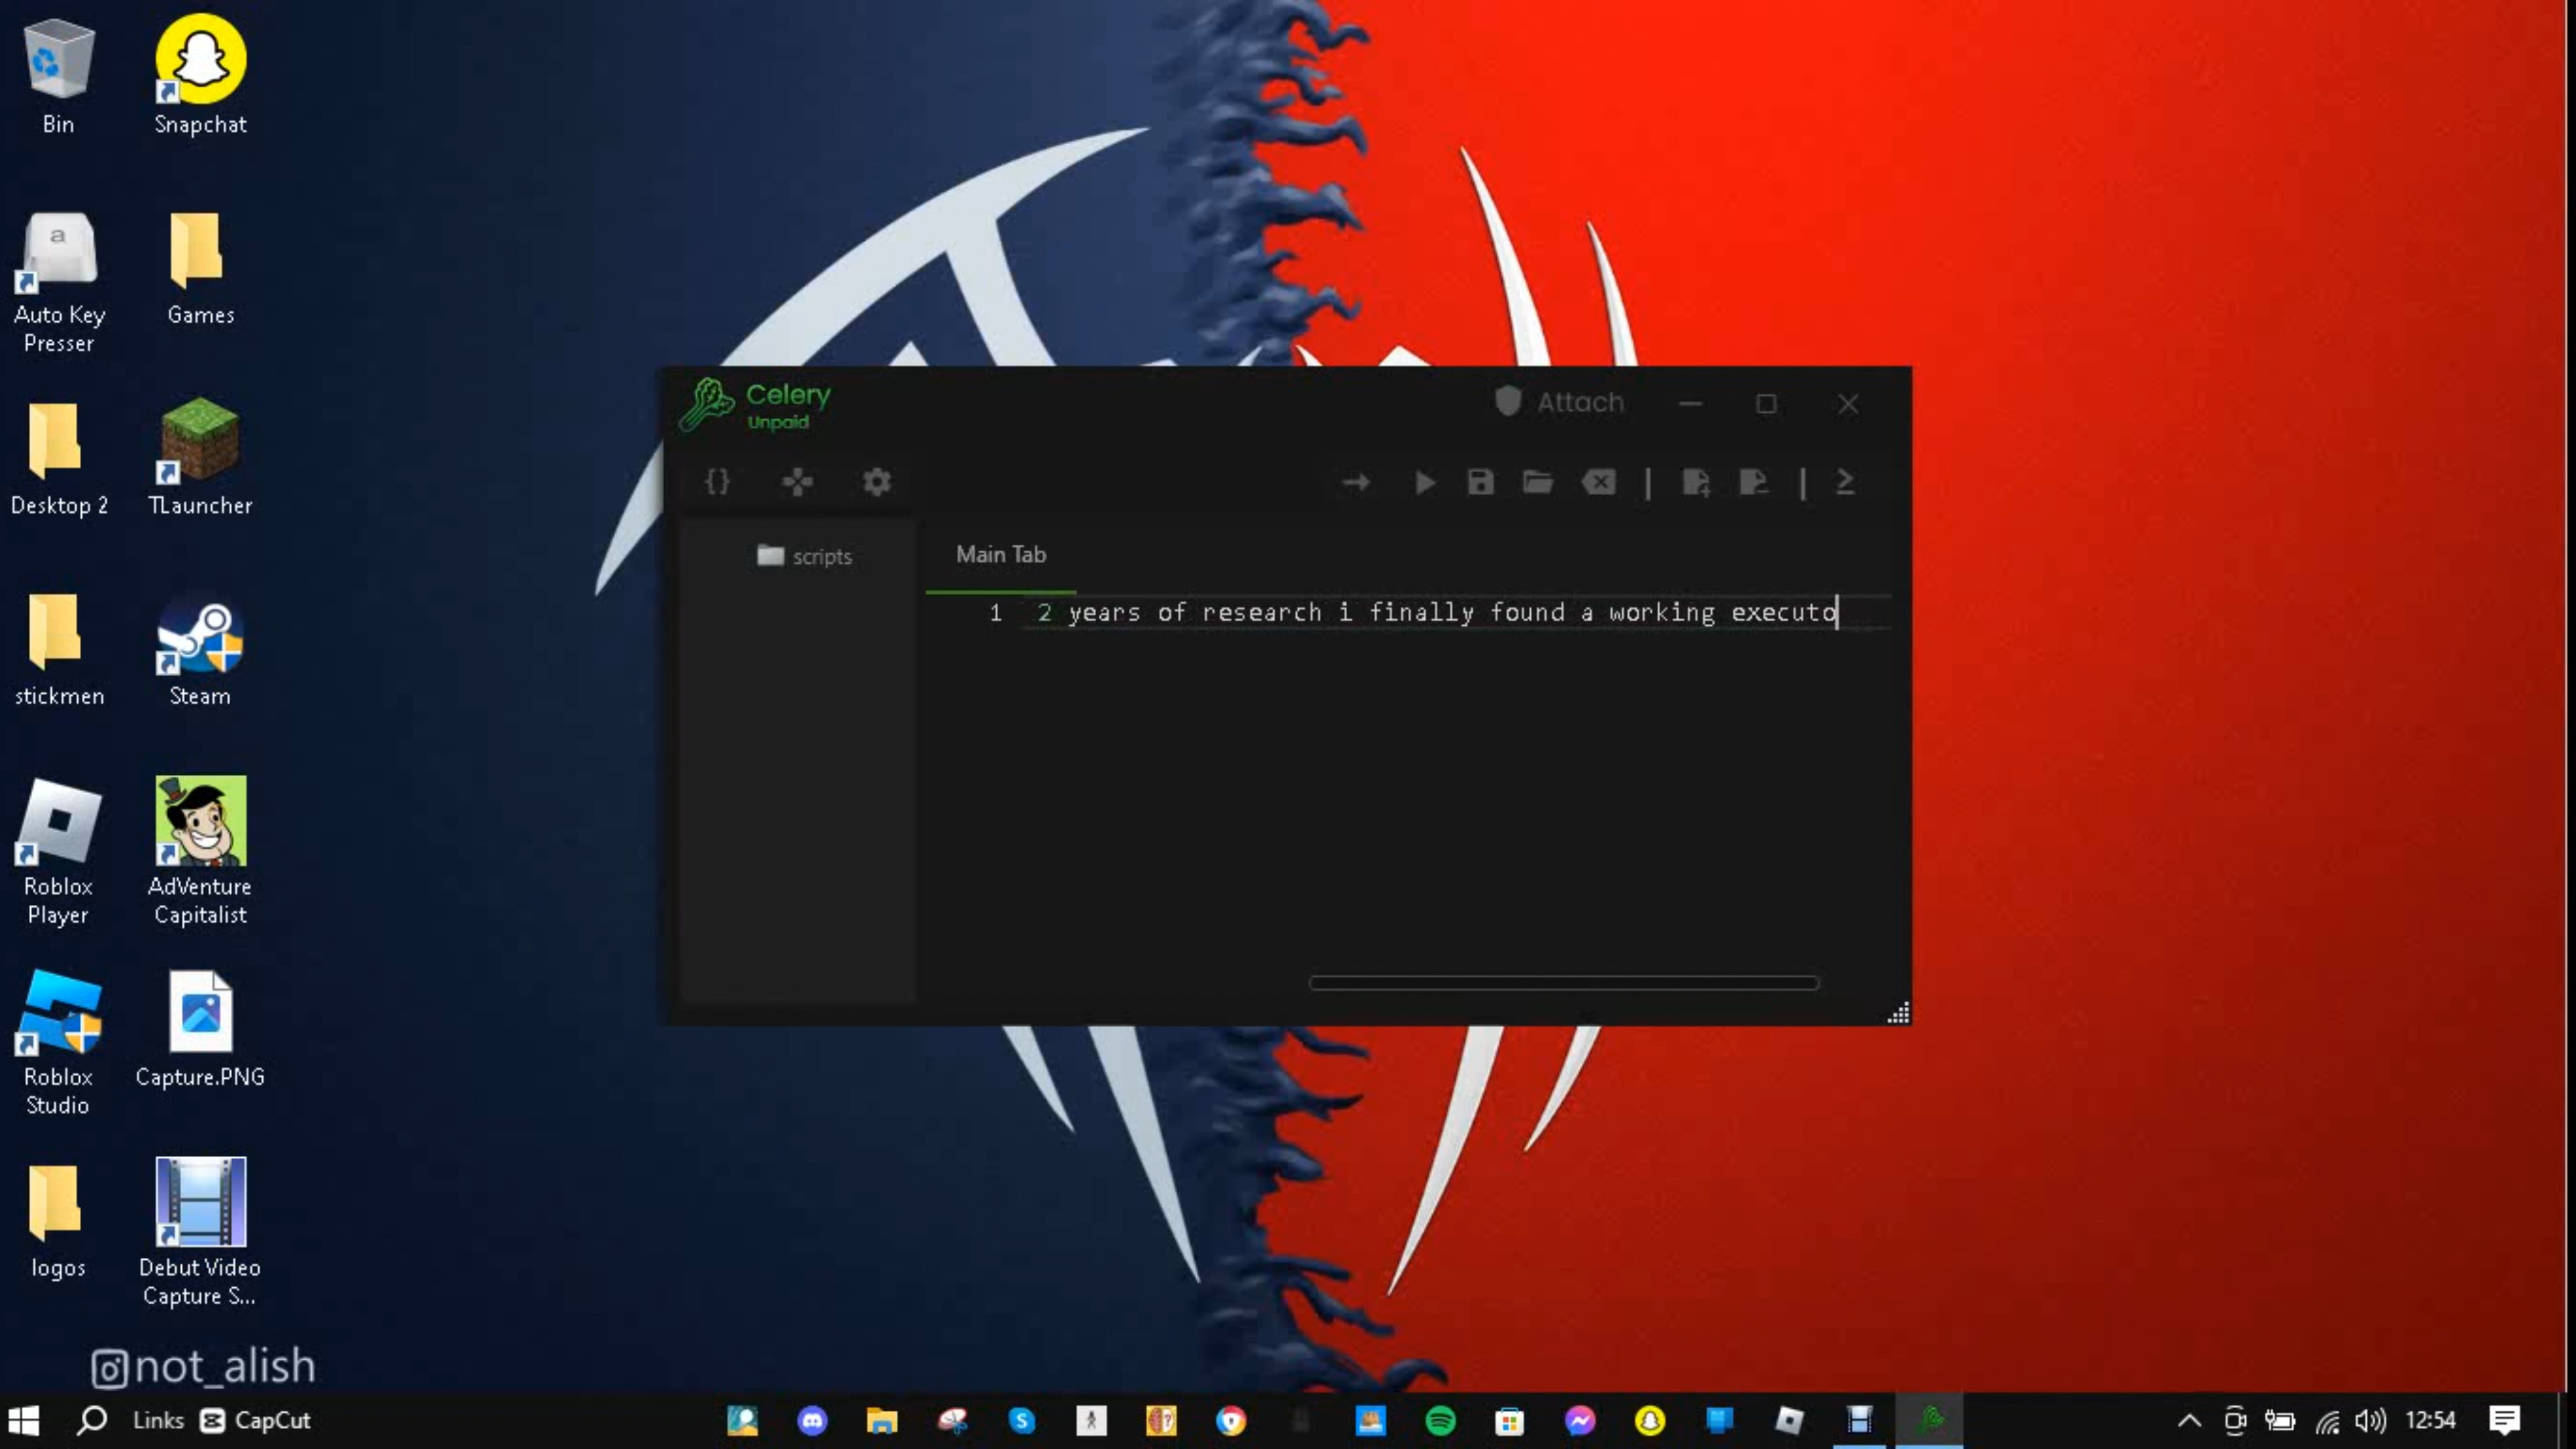 Bin
Snapchat
Auto Key
Presser
Games
Desktop 2
TLauncher
stickmen
Steam
Roblox
Player
AdVenture
Capitalist
Roblox
Studio
Capture.PNG
logos
Debut Video
Capture S...
not_alish
Celery
Unpaid
Attach
scripts
Main Tab
1 2 years of research i finally found a working executo
Links CapCut
12:54